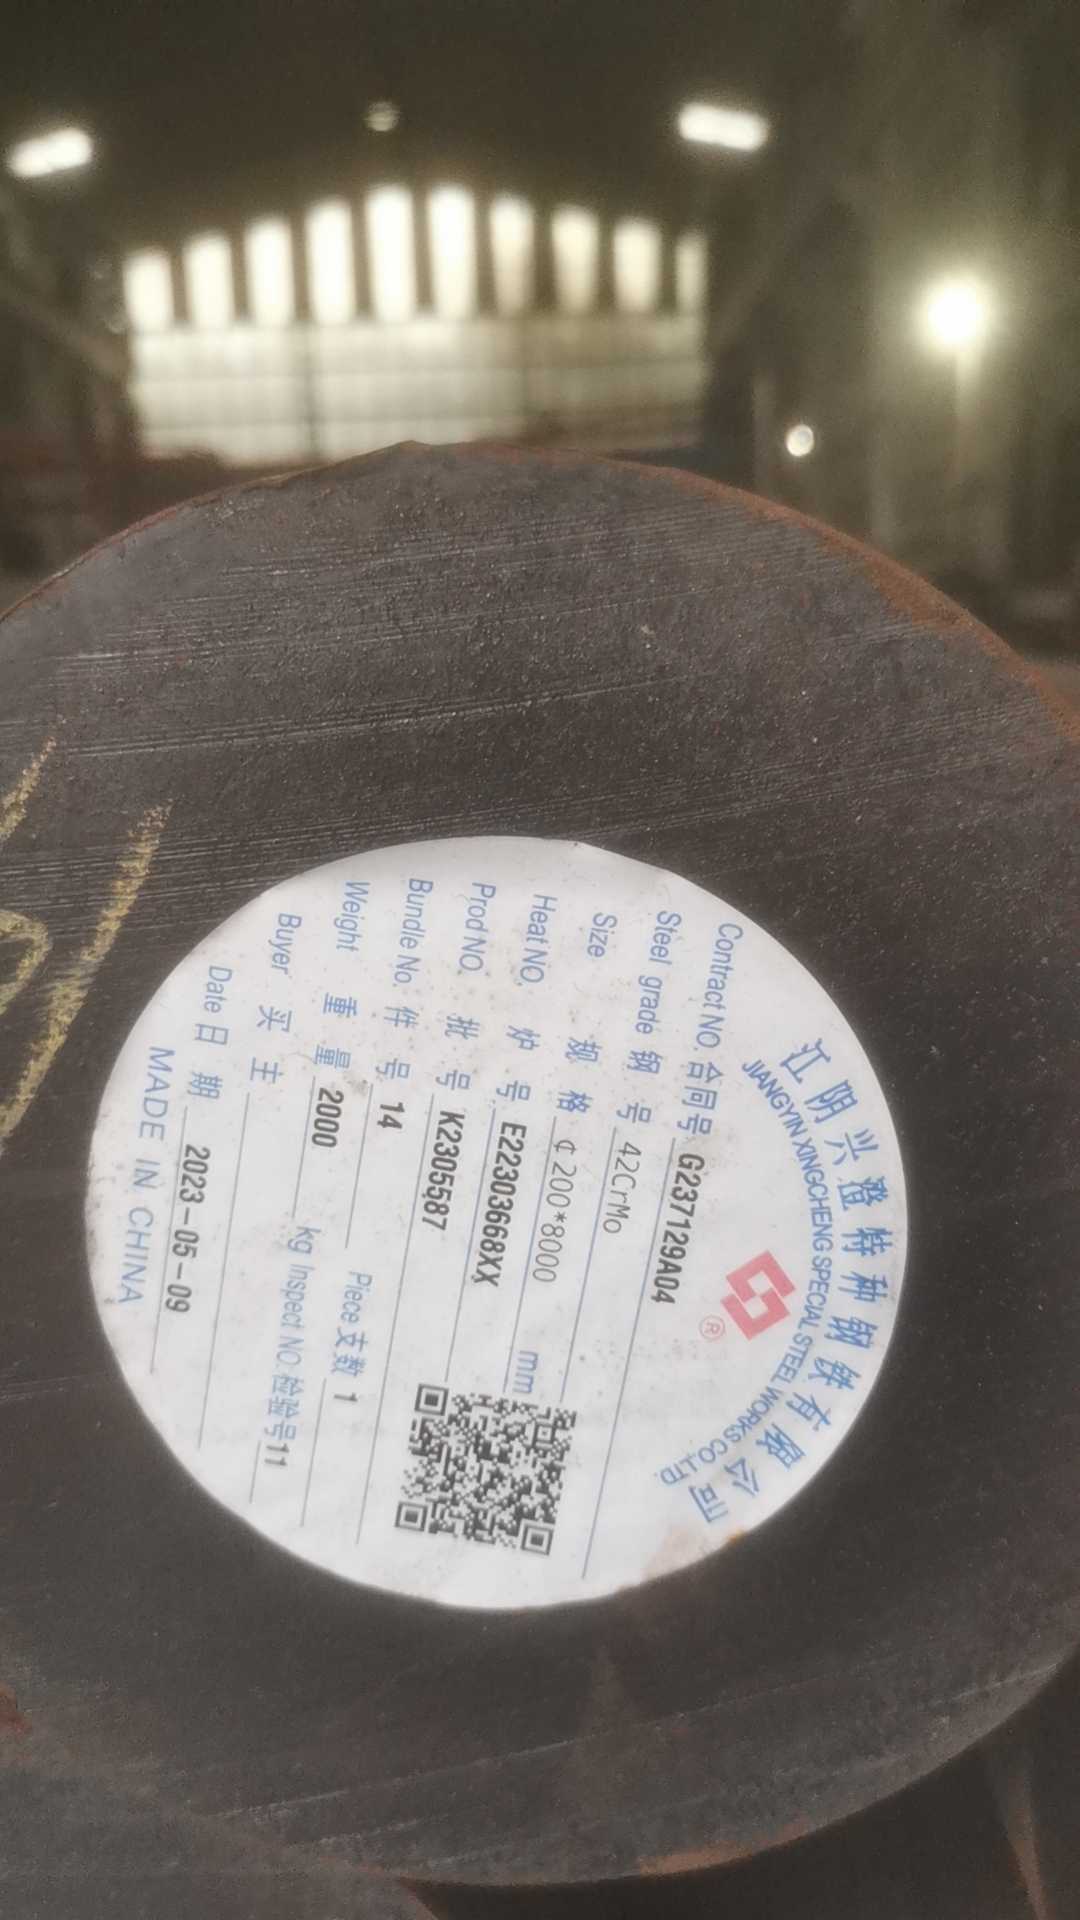 江阴兴澄特种钢铁有限公司
JIANGYIN XINGCHENG SPECIAL STEEL WORKS CO.LTD.
®
Contract NO. 合同号 G237129A04
Steel grade 钢号 42CrMo
Size 规格 ¢200*8000 mm
Heat NO. 炉号 E22303668XX
Prod NO. 批号 K2305587
Bundle No. 件号 14
Weight 重量 2000 kg Piece 支数 1
Buyer 买主 Inspect NO. 检验号 11
Date 日期 2023-05-09
MADE IN CHINA